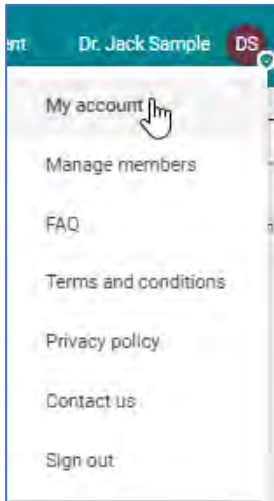 ent Dr. Jack Sample DS
My account
Manage members
FAQ
Terms and conditions
Privacy policy
Contact us
Sign out